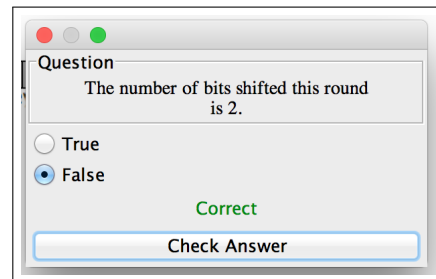 Question
The number of bits shifted this round
is 2.
True
False
Correct
Check Answer